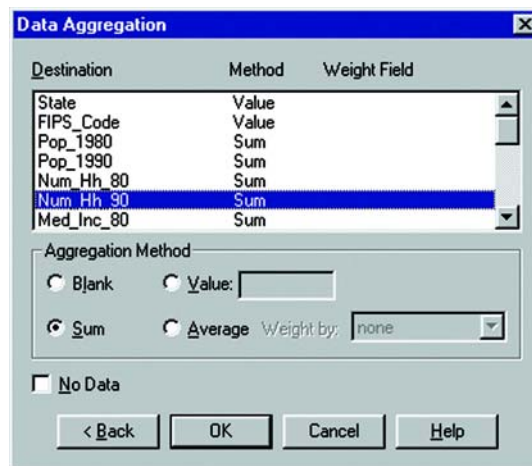 Data Aggregation
Destination Method Weight Field
State Value
FIPS_Code Value
Pop_1980 Sum
Pop_1990 Sum
Num_Hh_80 Sum
Num_Hh_90 Sum
Med_Inc_80 Sum
Aggregation Method
Blank Value:
Sum Average Weight by: none
No Data
< Back OK Cancel Help